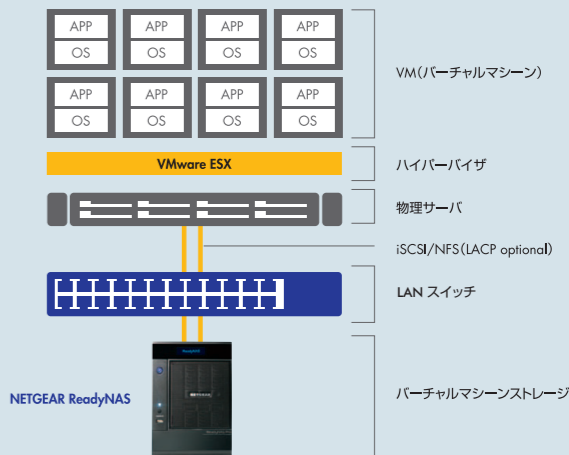 APP APP APP APP
OS OS OS OS
APP APP APP APP
OS OS OS OS
VM(バーチャルマシーン)
VMware ESX
ハイパーバイザ
物理サーバ
iSCSI/NFS(LACP optional)
LAN スイッチ
ReadyNAS
NETGEAR ReadyNAS
バーチャルマシーンストレージ